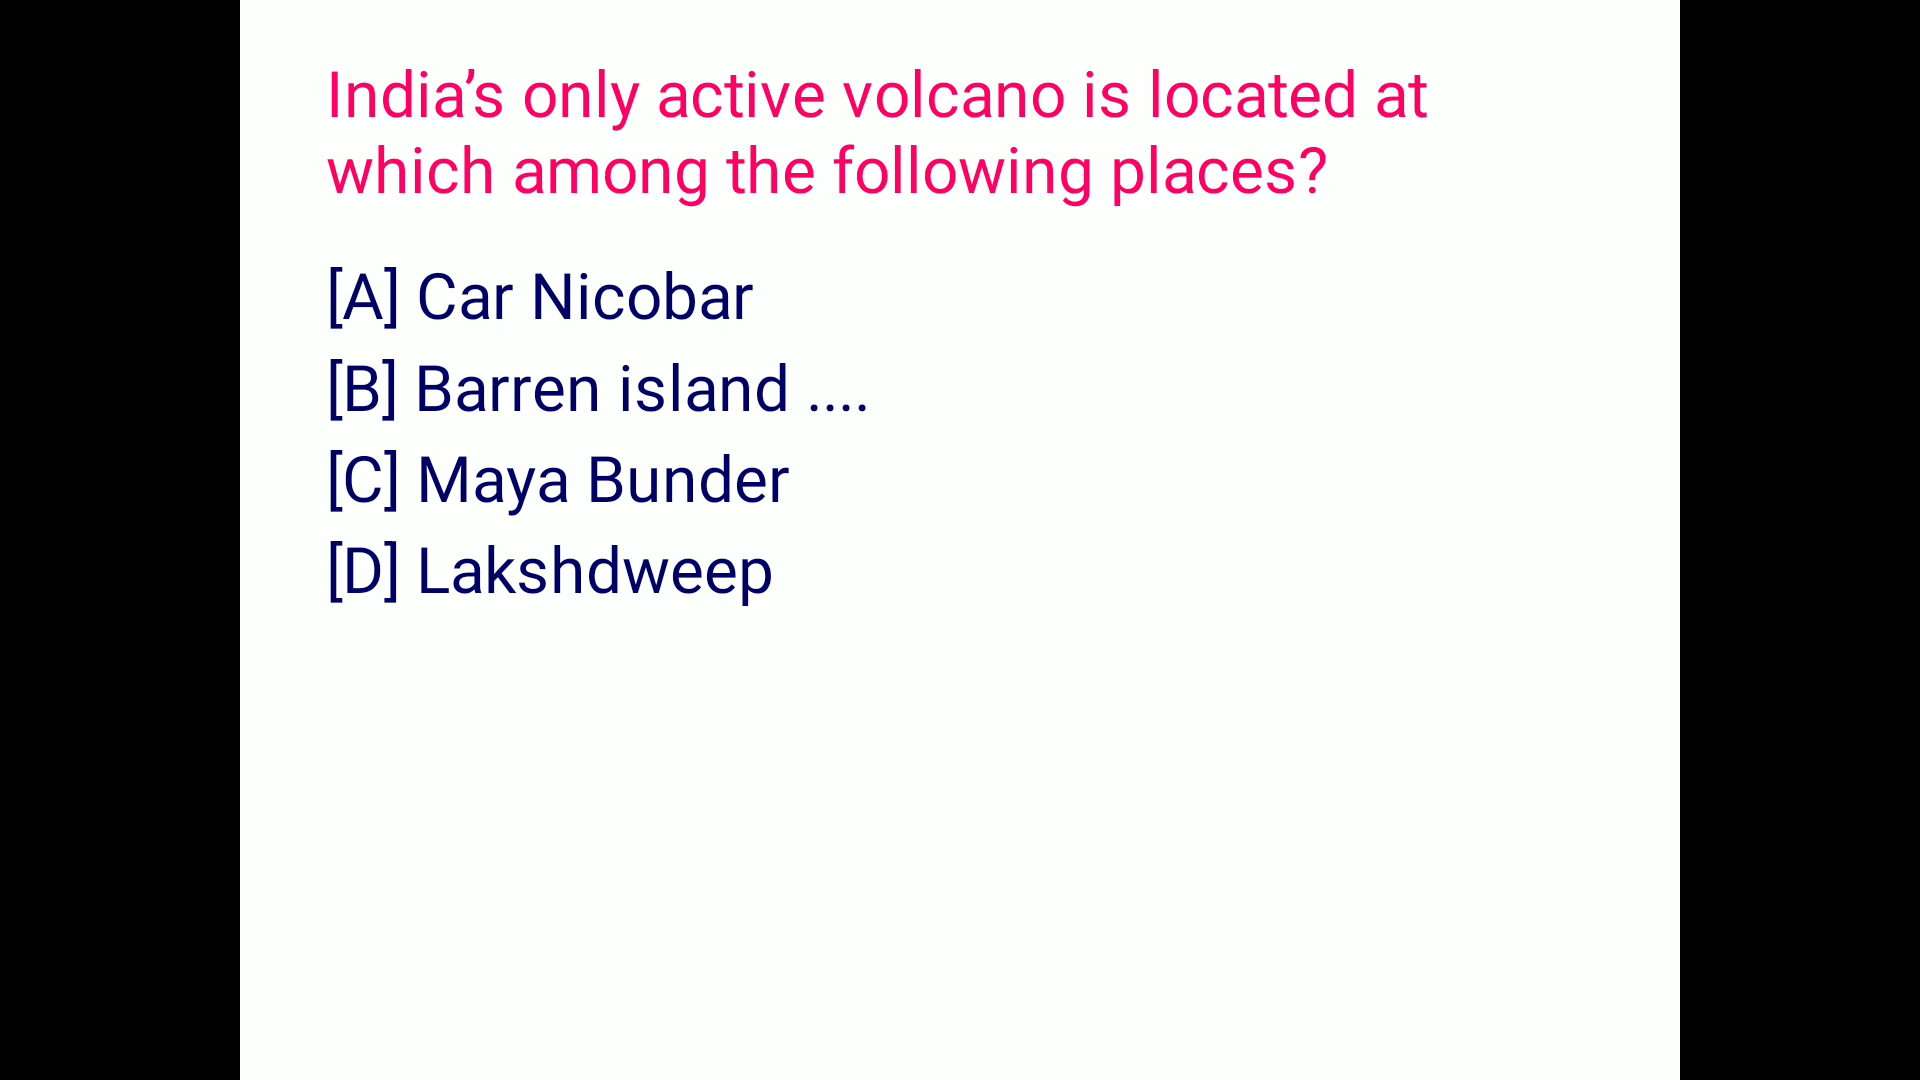 India’s only active volcano is located at
which among the following places?
[A] Car Nicobar
[B] Barren island ....
[C] Maya Bunder
[D] Lakshdweep